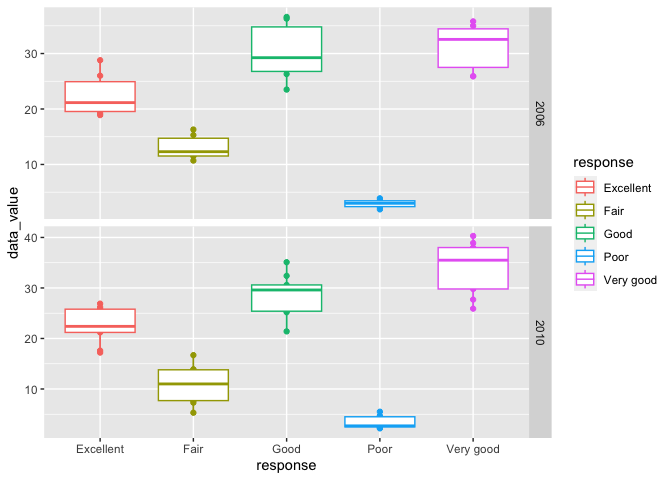 30
20
10
2006
data_value
40
30
20
10
2010
Excellent Fair Good Poor Very good
response
response
Excellent
Fair
Good
Poor
Very good